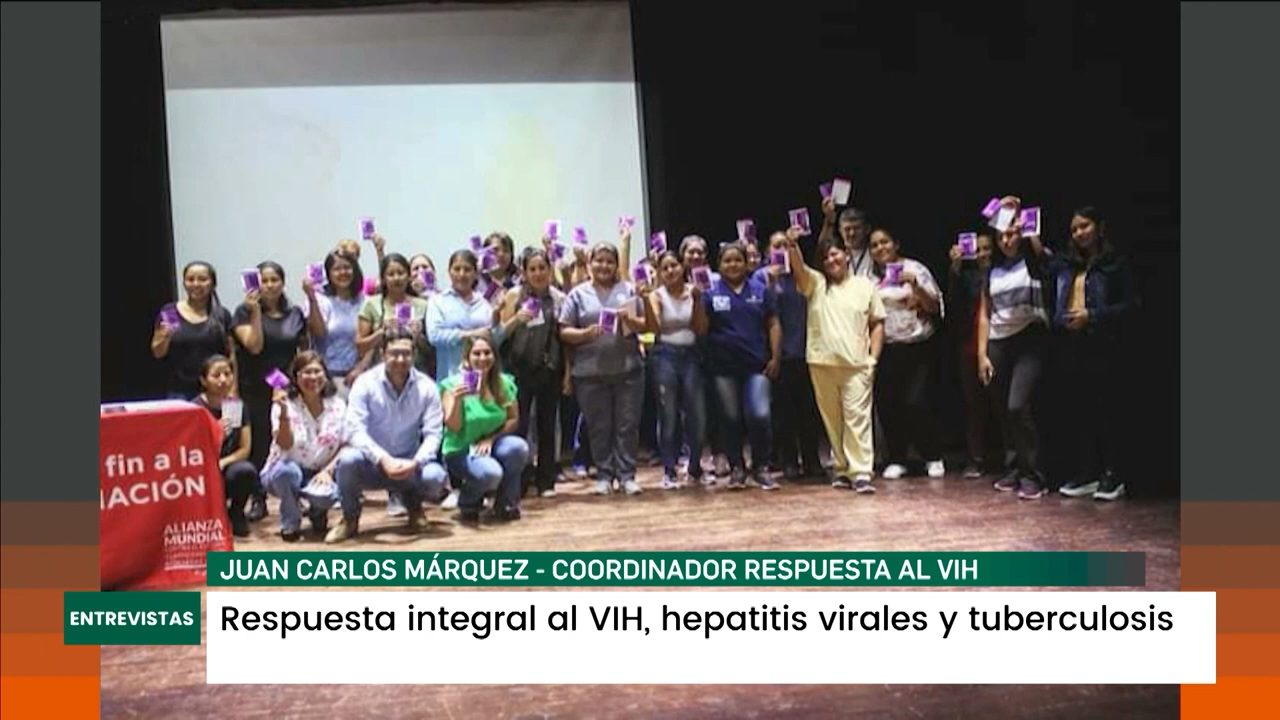 fin a la
NACIÓN
ALIANZA
MUNDIAL
JUAN CARLOS MÁRQUEZ - COORDINADOR RESPUESTA AL VIH
ENTREVISTAS
Respuesta integral al VIH, hepatitis virales y tuberculosis